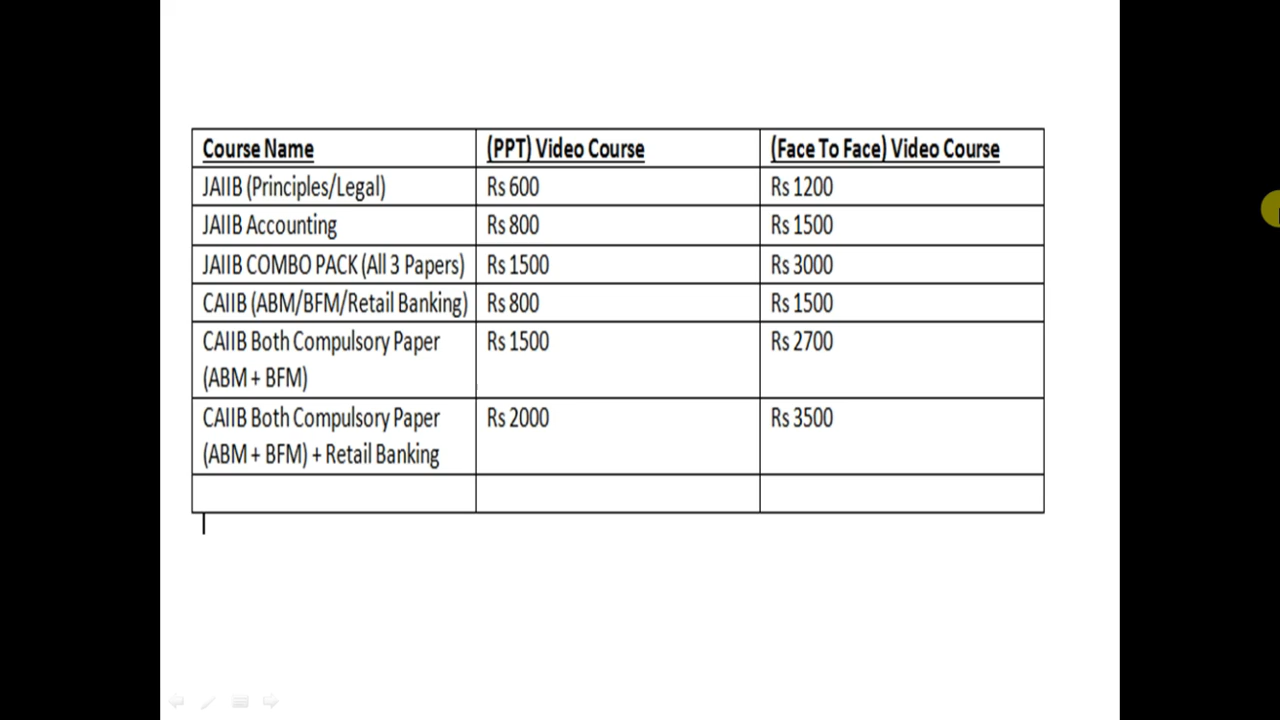 Course Name (PPT) Video Course (Face To Face) Video Course
JAIIB (Principles/Legal) Rs 600 Rs 1200
JAIIB Accounting Rs 800 Rs 1500
JAIIB COMBO PACK (All 3 Papers) Rs 1500 Rs 3000
CAIIB (ABM/BFM/Retail Banking) Rs 800 Rs 1500
CAIIB Both Compulsory Paper Rs 1500 Rs 2700
(ABM + BFM)
CAIIB Both Compulsory Paper Rs 2000 Rs 3500
(ABM + BFM) + Retail Banking